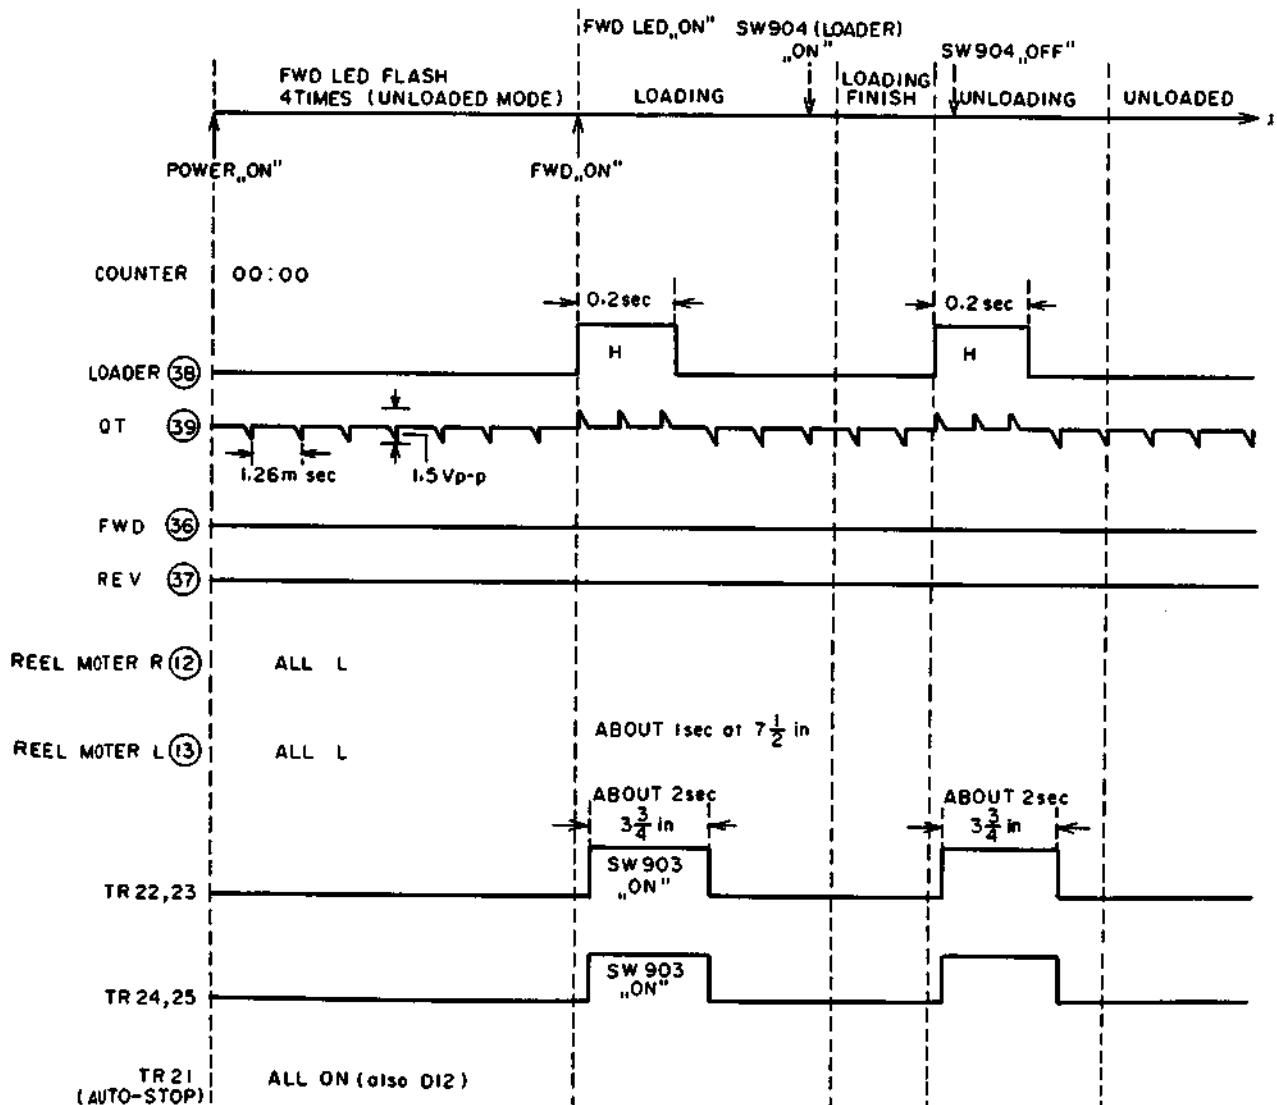 FWD LED „ON" SW904 (LOADER) „ON"
SW904 „OFF"
FWD LED FLASH
4TIMES (UNLOADED MODE)
LOADING
LOADING FINISH
UNLOADING
UNLOADED
POWER „ON"
FWD „ON"
COUNTER 00:00
0.2sec
0.2 sec
LOADER 38
H
H
QT 39
1.26m sec
1.5Vp-p
FWD 36
REV 37
REEL MOTER R 12 ALL L
ABOUT 1sec at 7 1/2 in
REEL MOTER L 13 ALL L
ABOUT 2sec
3 3/4 in
ABOUT 2sec
3 3/4 in
SW 903
„ON"
TR 22,23
SW 903
„ON"
TR 24,25
TR 21
(AUTO-STOP)
ALL ON (also D12)